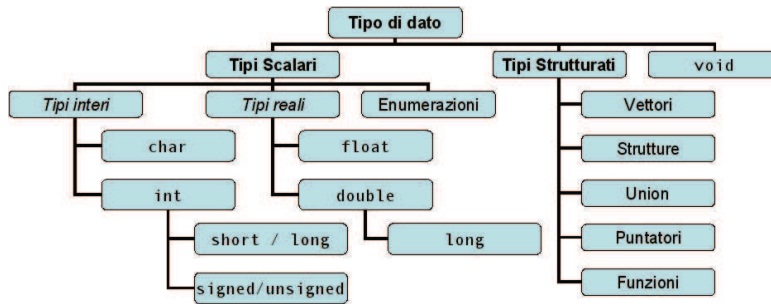 Tipo di dato
Tipi Scalari
Tipi Strutturati
void
Tipi interi
Tipi reali
Enumerazioni
Vettori
char
float
Strutture
int
double
Union
short / long
long
Puntatori
signed/unsigned
Funzioni